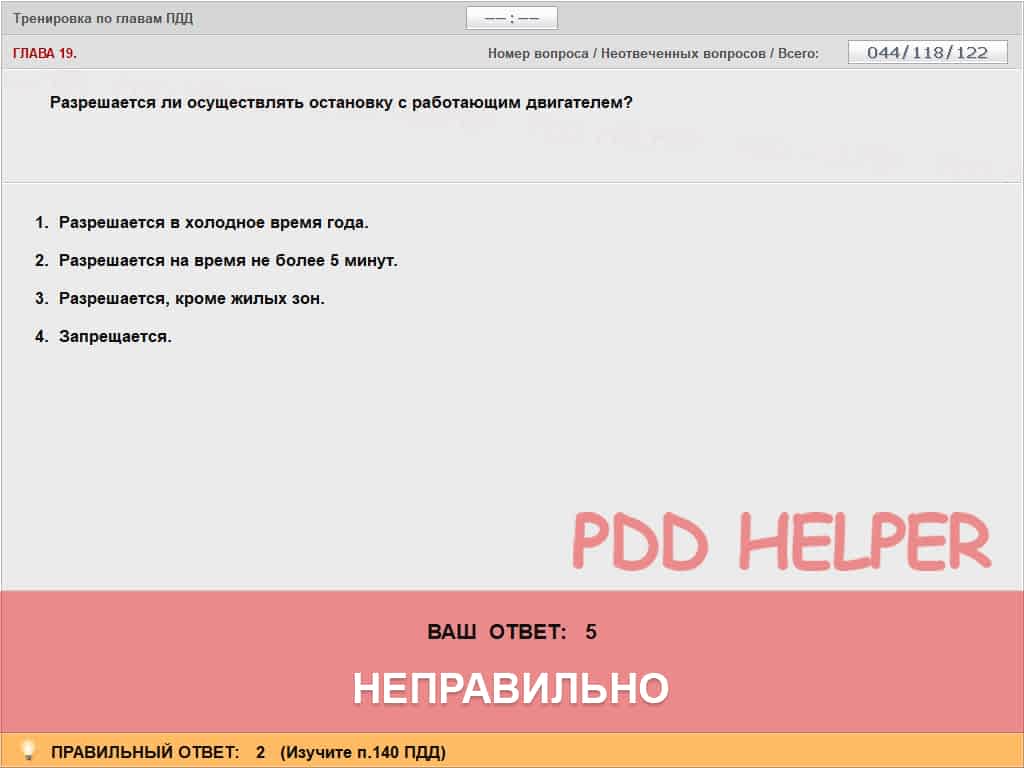 Тренировка по главам ПДД
—— : ——
ГЛАВА 19.
Номер вопроса / Неотвеченных вопросов / Всего: 044/118/122
Разрешается ли осуществлять остановку с работающим двигателем?
1. Разрешается в холодное время года.
2. Разрешается на время не более 5 минут.
3. Разрешается, кроме жилых зон.
4. Запрещается.
PDD HELPER
ВАШ ОТВЕТ: 5
НЕПРАВИЛЬНО
ПРАВИЛЬНЫЙ ОТВЕТ: 2 (Изучите п.140 ПДД)